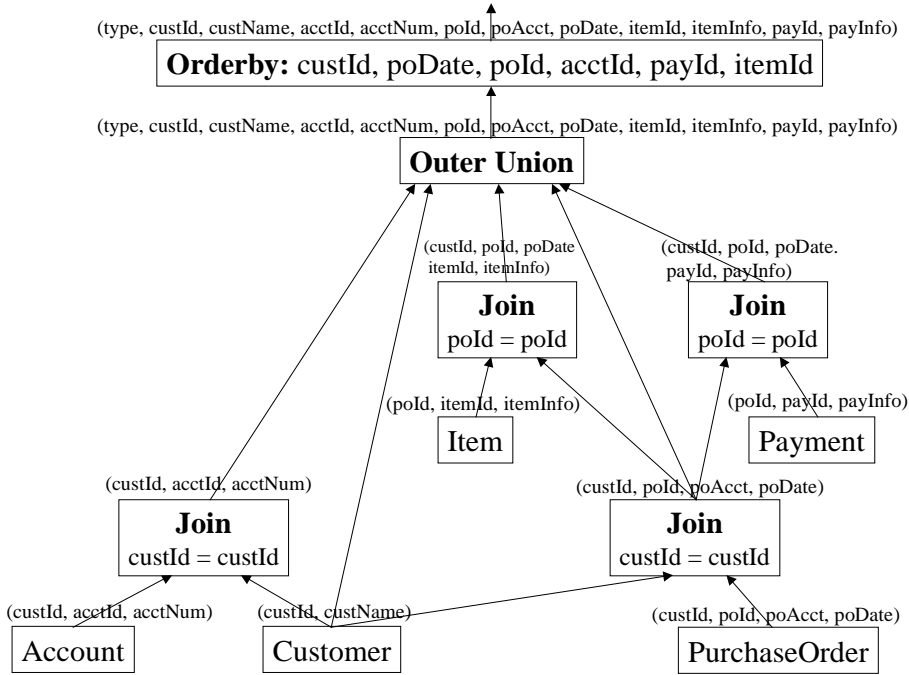 (type, custId, custName, acctId, acctNum, poId, poAcct, poDate, itemId, itemInfo, payId, payInfo)
Orderby: custId, poDate, poId, acctId, payId, itemId
(type, custId, custName, acctId, acctNum, poId, poAcct, poDate, itemId, itemInfo, payId, payInfo)
Outer Union
(custId, poId, poDate
itemId, itemInfo)
(custId, poId, poDate.
payId, payInfo)
Join
poId = poId
Join
poId = poId
(poId, itemId, itemInfo)
(poId, payId, payInfo)
Item
Payment
(custId, acctId, acctNum)
(custId, poId, poAcct, poDate)
Join
custId = custId
Join
custId = custId
(custId, acctId, acctNum)
(custId, custName)
(custId, poId, poAcct, poDate)
Account
Customer
PurchaseOrder